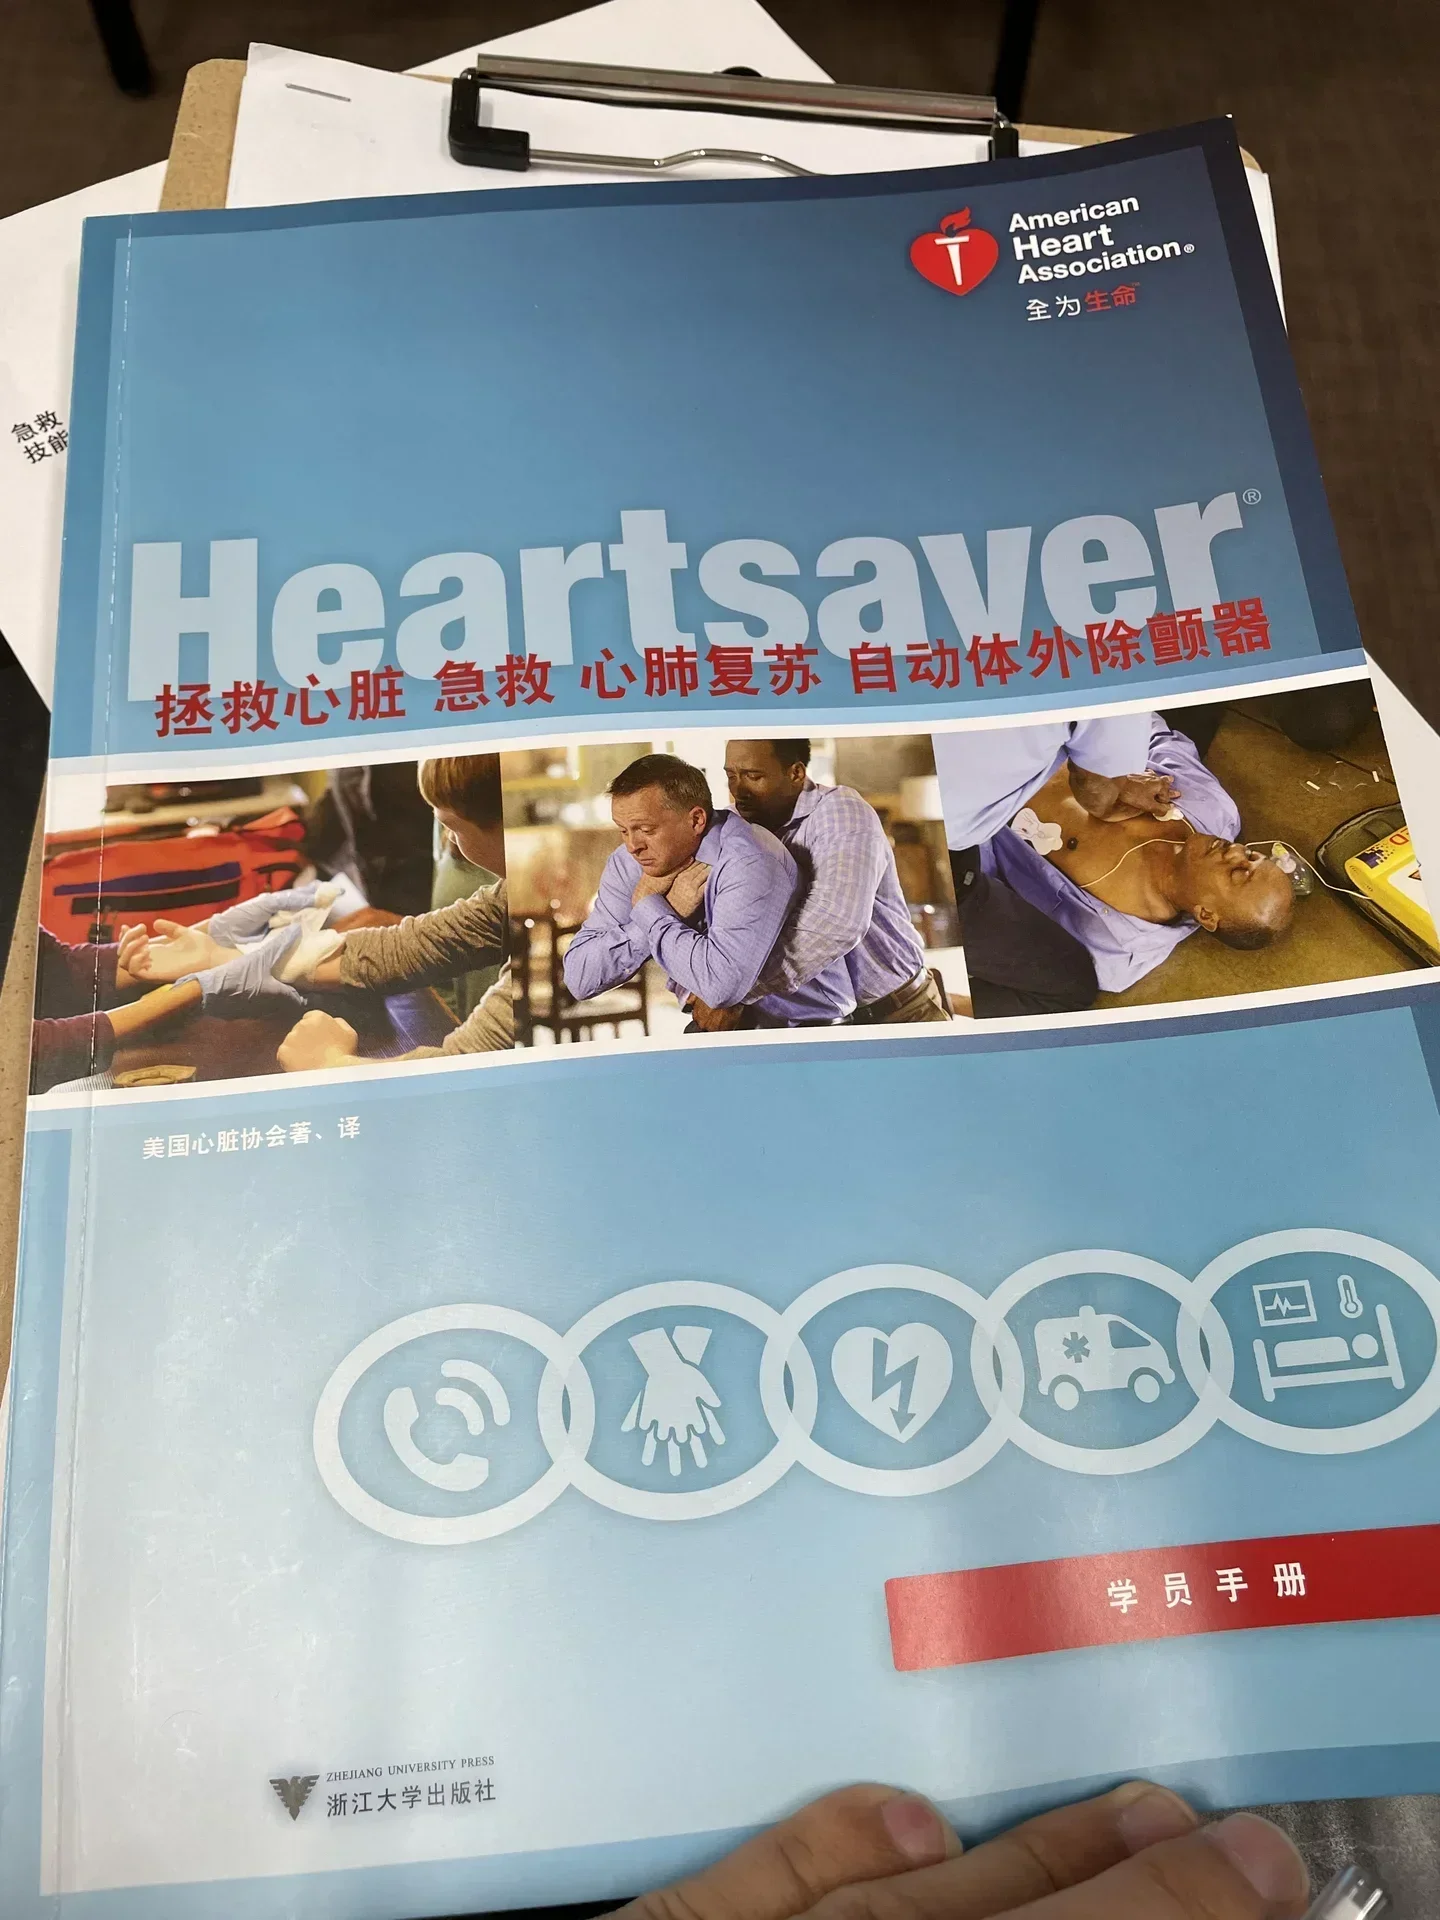 American
Heart
Association®
全为生命™
急救
技能
Heartsaver®
拯救心脏 急救 心肺复苏 自动体外除颤器
美国心脏协会著、译
学员手册
ZHEJIANG UNIVERSITY PRESS
浙江大学出版社